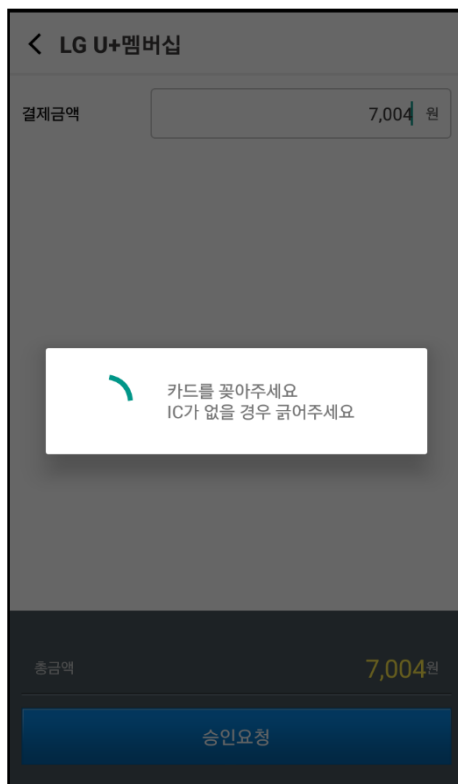 LG U+멤버십
결제금액 7,004 원
카드를 꽂아주세요
IC가 없을 경우 긁어주세요
총금액 7,004원
승인요청